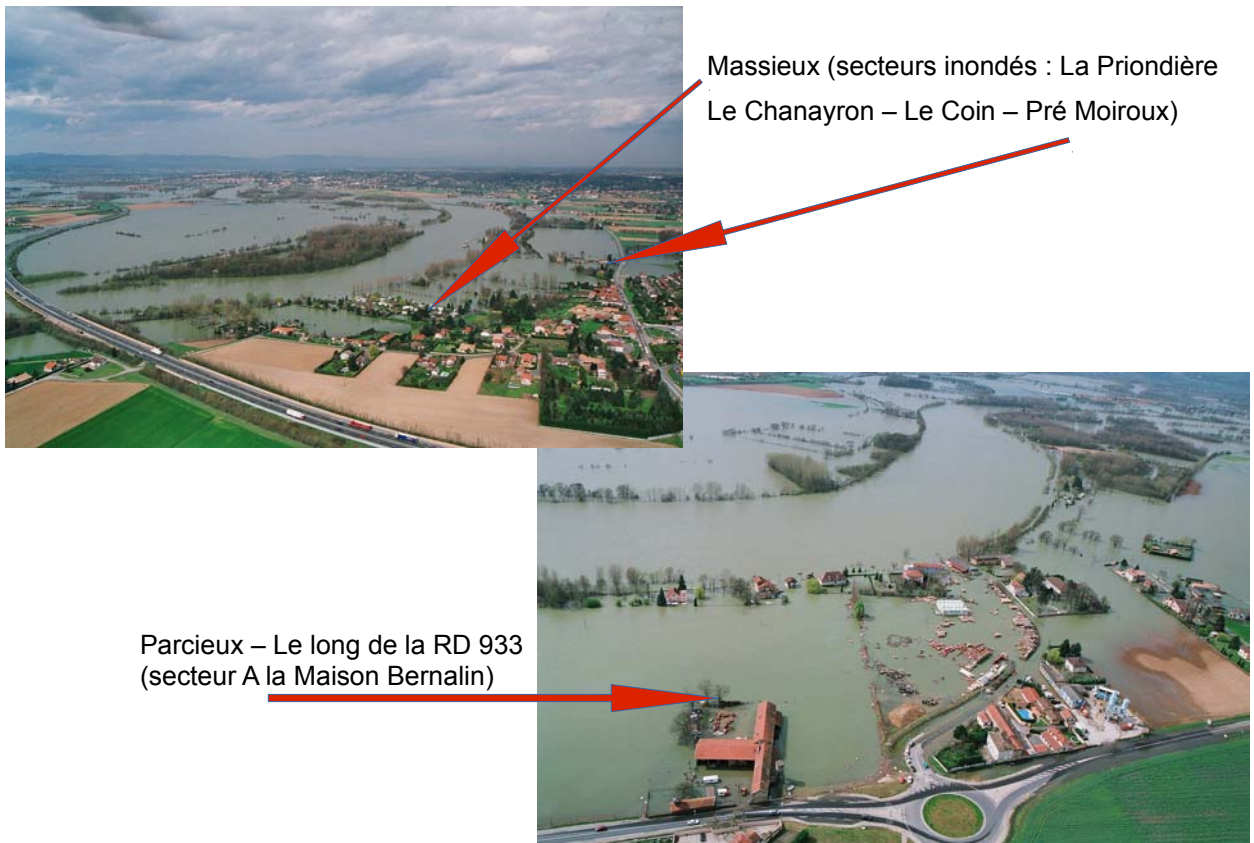 Massieux (secteurs inondés : La Priondière
Le Chanayron – Le Coin – Pré Moiroux)
Parcieux – Le long de la RD 933
(secteur A la Maison Bernalin)